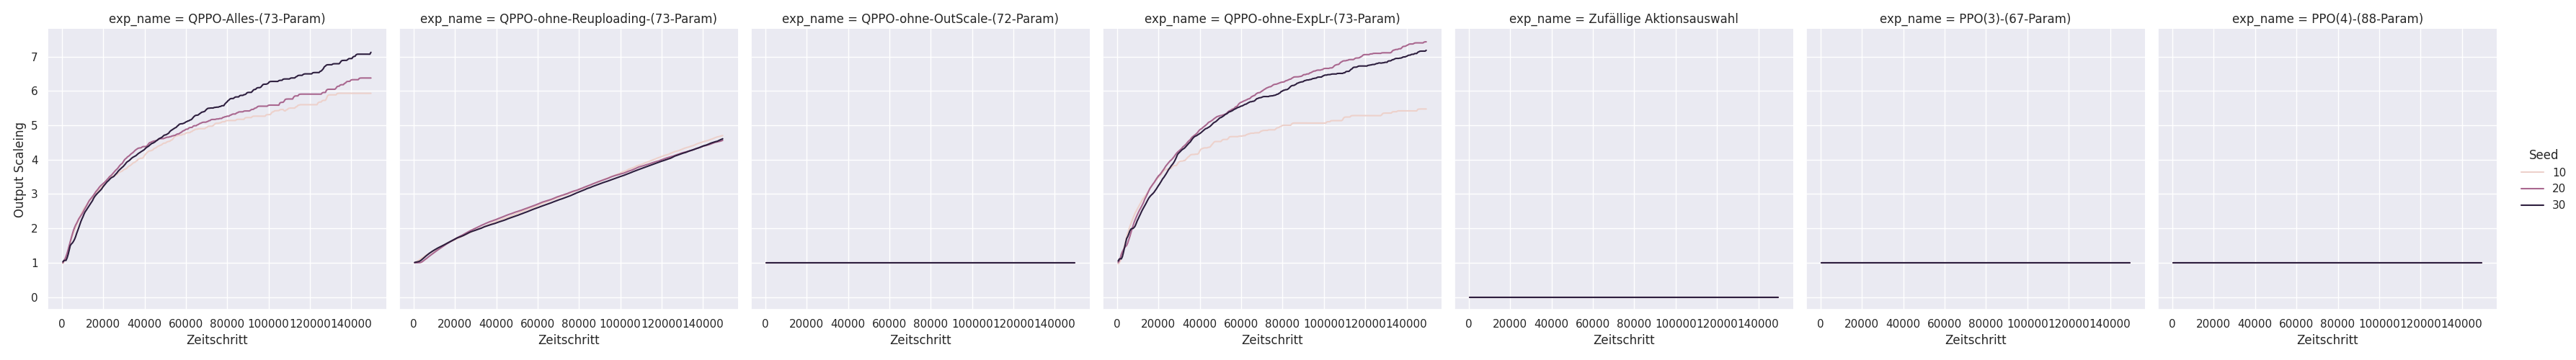 exp_name = QPPO-Alles-(73-Param)
exp_name = QPPO-ohne-Reuploading-(73-Param)
exp_name = QPPO-ohne-OutScale-(72-Param)
exp_name = QPPO-ohne-ExpLr-(73-Param)
exp_name = Zufällige Aktionsauswahl
exp_name = PPO(3)-(67-Param)
exp_name = PPO(4)-(88-Param)
Output Scaleing
7
6
5
4
3
2
1
0
0 20000 40000 60000 80000 100000 120000 140000
0 20000 40000 60000 80000 100000 120000 140000
0 20000 40000 60000 80000 100000 120000 140000
0 20000 40000 60000 80000 100000 120000 140000
0 20000 40000 60000 80000 100000 120000 140000
0 20000 40000 60000 80000 100000 120000 140000
0 20000 40000 60000 80000 100000 120000 140000
Zeitschritt
Zeitschritt
Zeitschritt
Zeitschritt
Zeitschritt
Zeitschritt
Zeitschritt
Seed
10
20
30